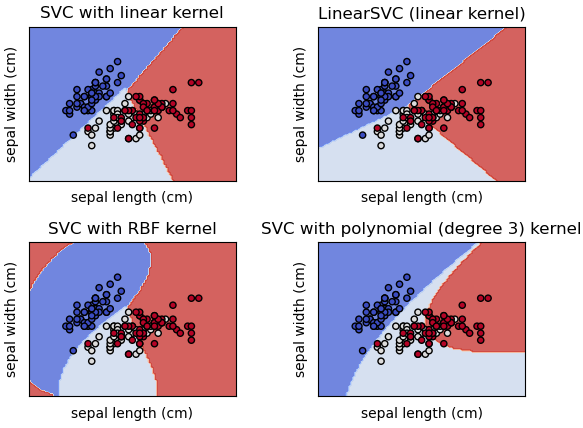 SVC with linear kernel
LinearSVC (linear kernel)
sepal width (cm)
sepal width (cm)
sepal length (cm)
sepal length (cm)
SVC with RBF kernel
SVC with polynomial (degree 3) kernel
sepal width (cm)
sepal width (cm)
sepal length (cm)
sepal length (cm)